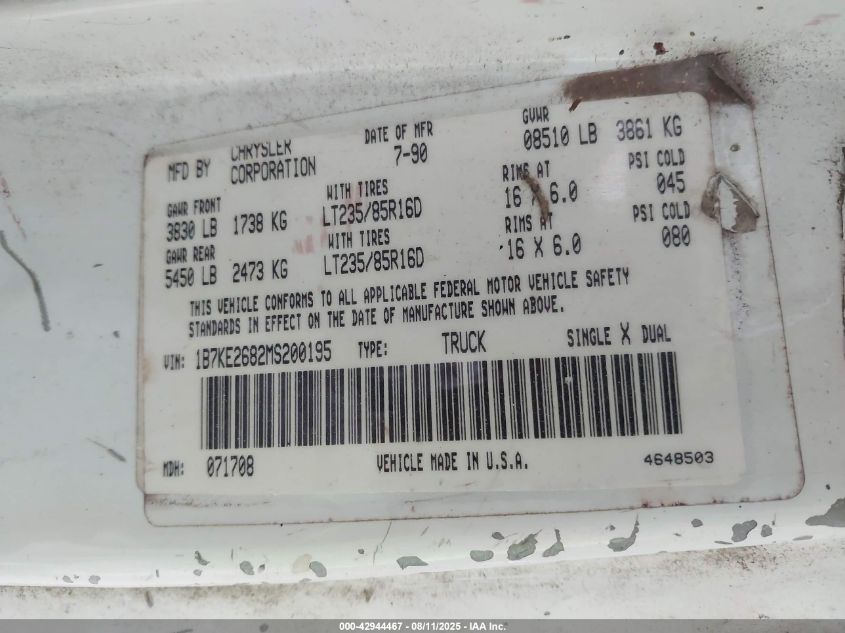 MFD BY CHRYSLER CORPORATION DATE OF MFR 7-90 GVWR 08510 LB 3861 KG
GAWR FRONT 3830 LB 1738 KG WITH TIRES LT235/85R16D RIMS AT 16 X 6.0 PSI COLD 045
GAWR REAR 5450 LB 2473 KG WITH TIRES LT235/85R16D RIMS AT 16 X 6.0 PSI COLD 080
THIS VEHICLE CONFORMS TO ALL APPLICABLE FEDERAL MOTOR VEHICLE SAFETY
STANDARDS IN EFFECT ON THE DATE OF MANUFACTURE SHOWN ABOVE.
VIN: 1B7KE2682MS200195 TYPE: TRUCK SINGLE X DUAL
MDH: 071708 VEHICLE MADE IN U.S.A. 4648503
000-42944467 - 08/11/2025 - IAA Inc.